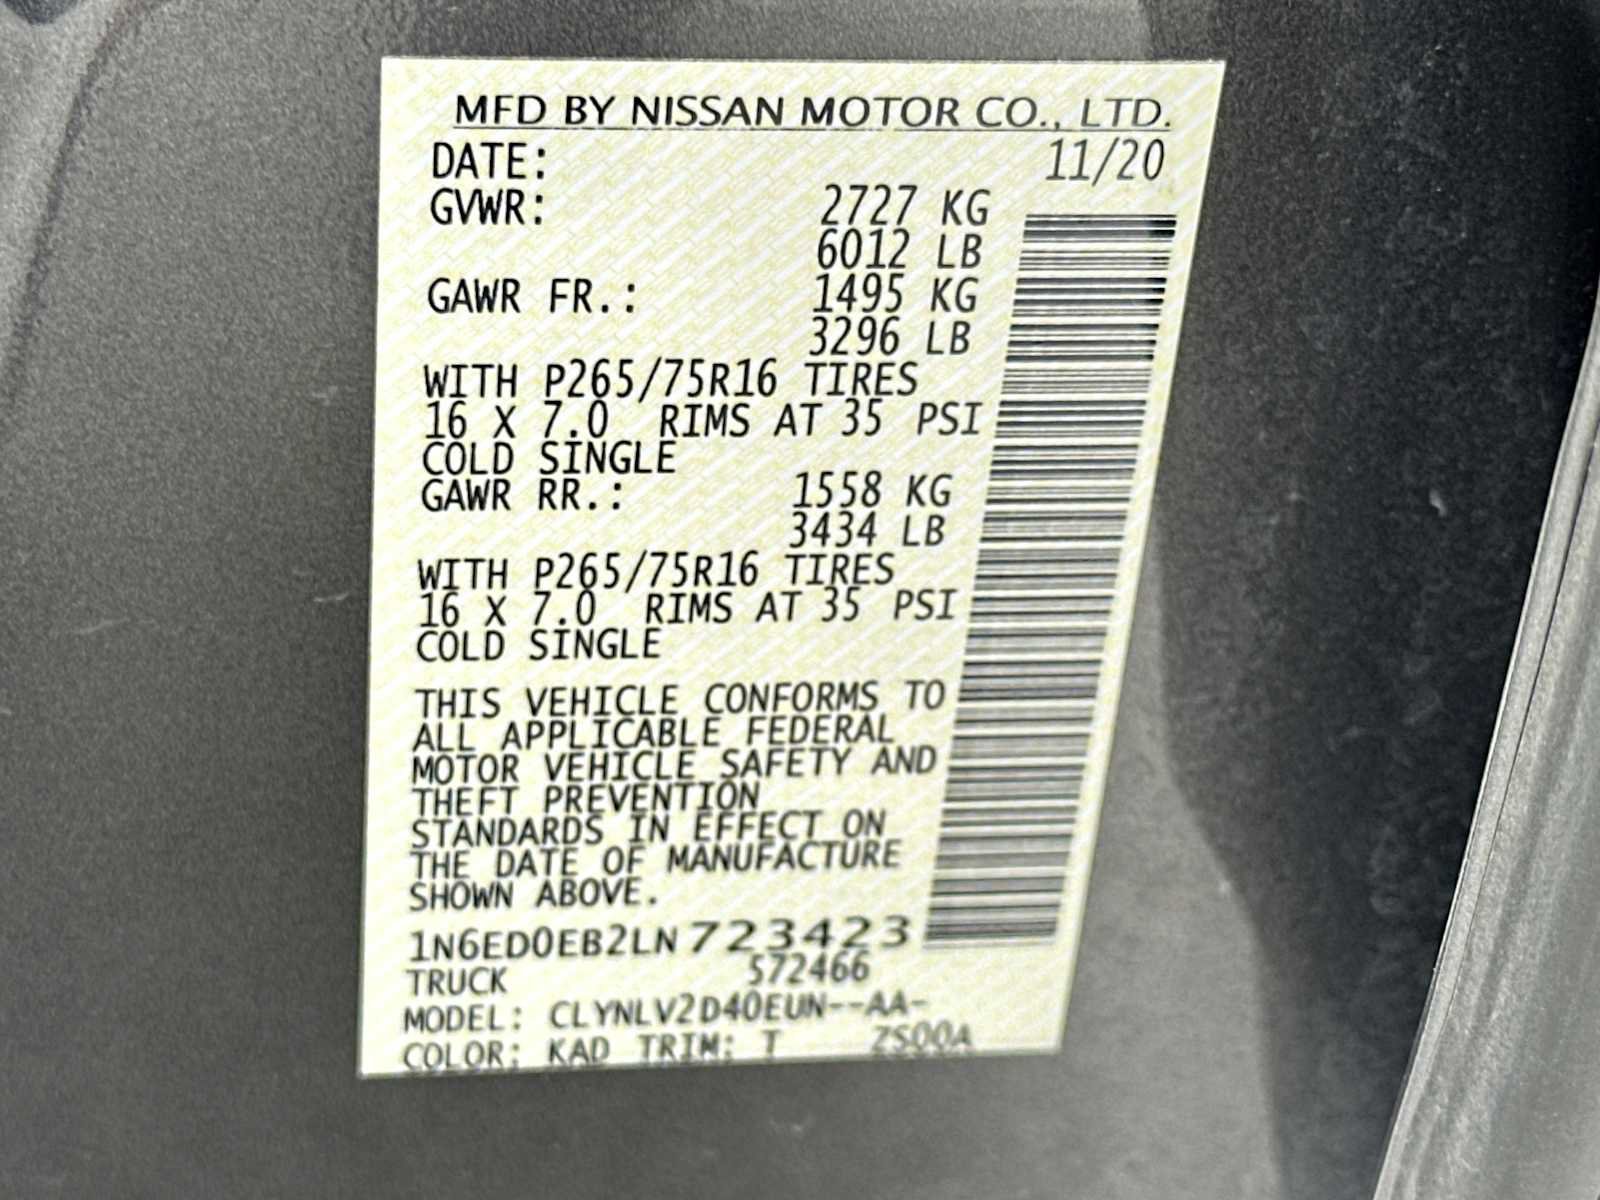 MFD BY NISSAN MOTOR CO., LTD.
DATE: 11/20
GVWR: 2727 KG
6012 LB
GAWR FR.: 1495 KG
3296 LB
WITH P265/75R16 TIRES
16 X 7.0 RIMS AT 35 PSI
COLD SINGLE
GAWR RR.: 1558 KG
3434 LB
WITH P265/75R16 TIRES
16 X 7.0 RIMS AT 35 PSI
COLD SINGLE
THIS VEHICLE CONFORMS TO
ALL APPLICABLE FEDERAL
MOTOR VEHICLE SAFETY AND
THEFT PREVENTION
STANDARDS IN EFFECT ON
THE DATE OF MANUFACTURE
SHOWN ABOVE.
1N6ED0EB2LN723423
TRUCK 572466
MODEL: CLYNLV2D40EUN--AA-
COLOR: KAD TRIM: T ZS00A